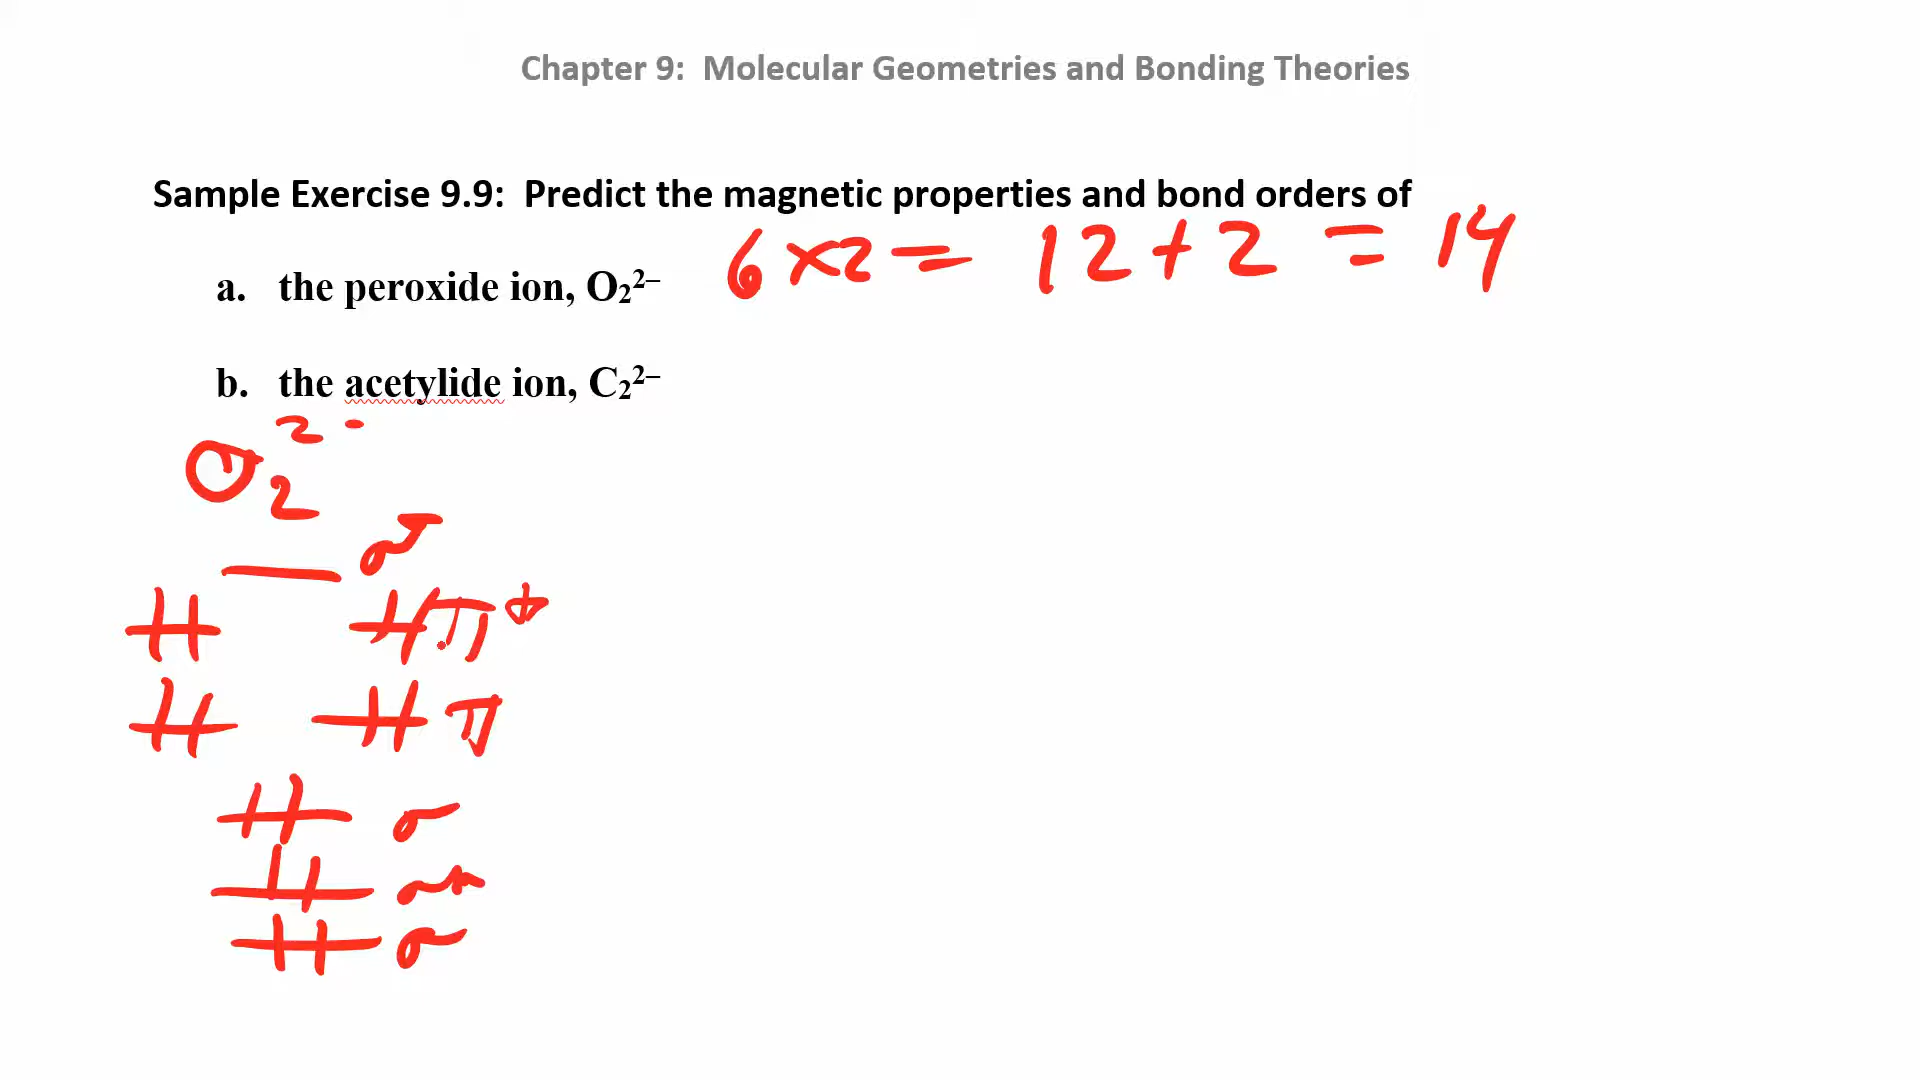 Chapter 9: Molecular Geometries and Bonding Theories
Sample Exercise 9.9: Predict the magnetic properties and bond orders of
6 × 2 = 12 + 2 = 14
a. the peroxide ion, O₂²⁻
b. the acetylide ion, C₂²⁻
O₂²⁻
π*
π
σ
σ*
σ